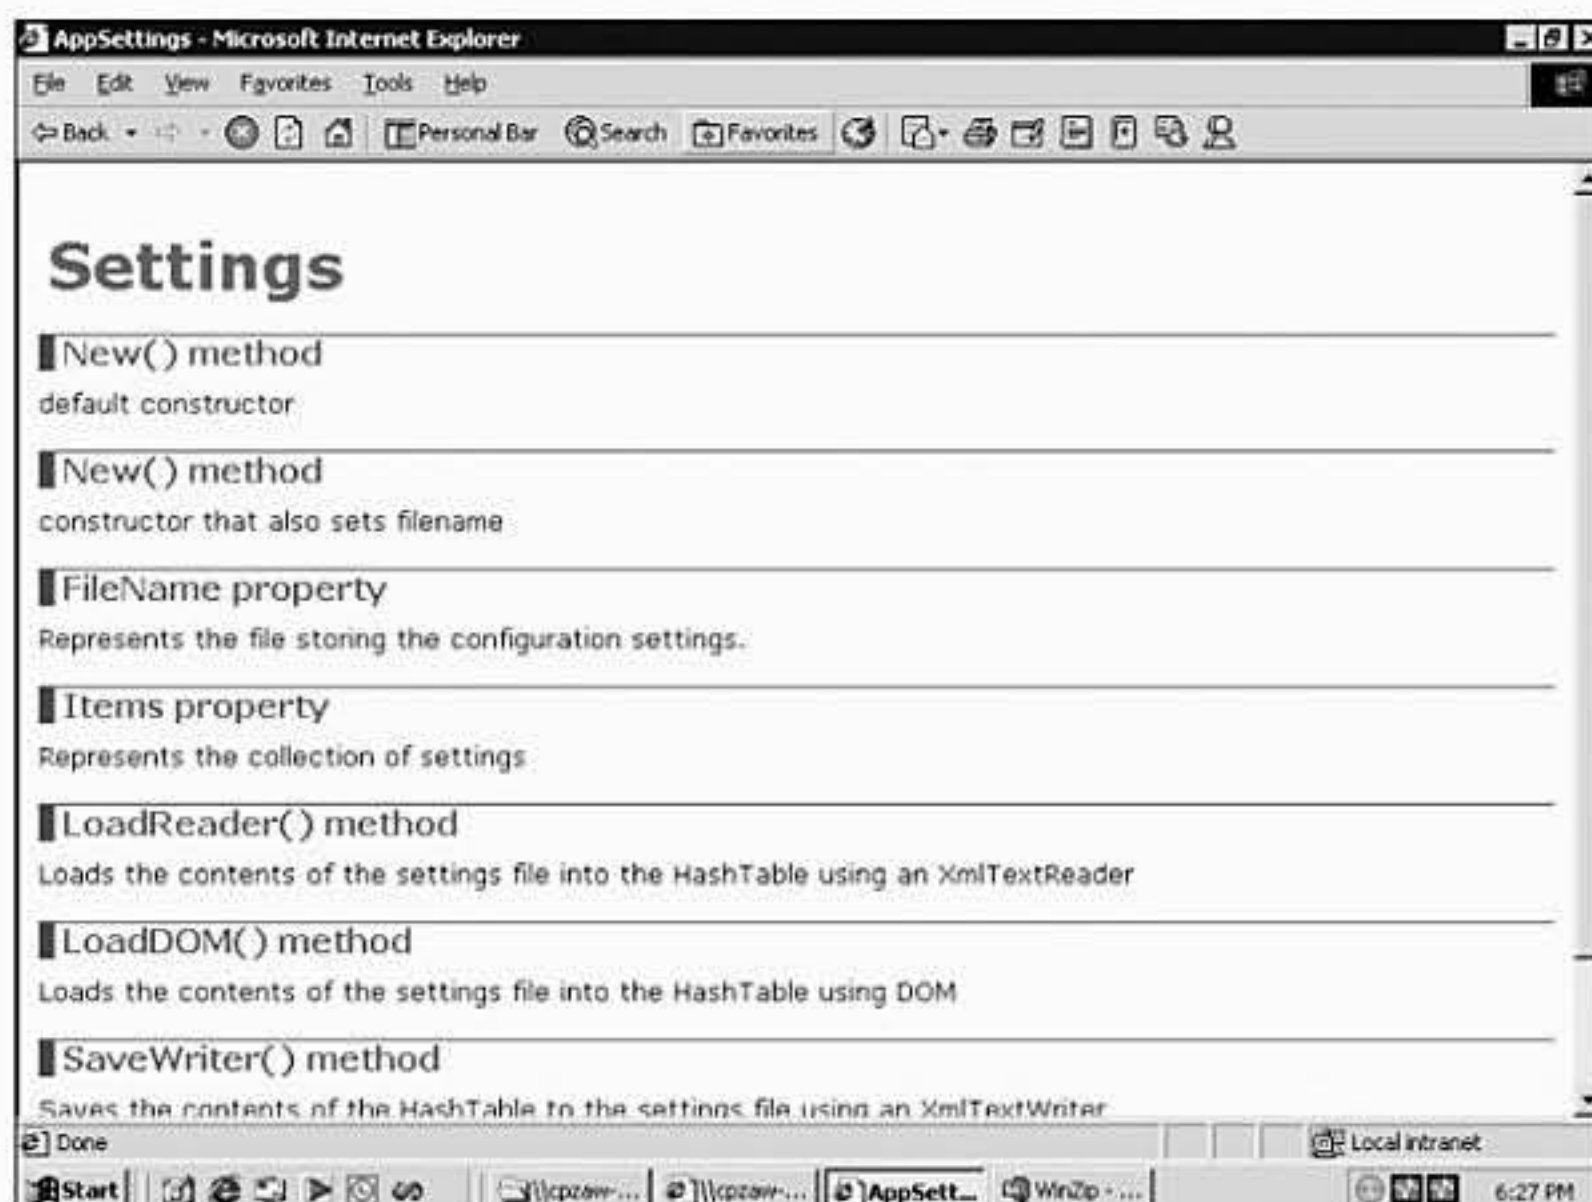 AppSettings - Microsoft Internet Explorer
File Edit View Favorites Tools Help
Back Personal Bar Search Favorites
Settings
New() method
default constructor
New() method
constructor that also sets filename
FileName property
Represents the file storing the configuration settings.
Items property
Represents the collection of settings
LoadReader() method
Loads the contents of the settings file into the HashTable using an XmlTextReader
LoadDOM() method
Loads the contents of the settings file into the HashTable using DOM
SaveWriter() method
Saves the contents of the HashTable to the settings file using an XmlTextWriter
Done Local intranet
Start \\cpzaw-... \\cpzaw-... AppSett... WinZip - ... 6:27 PM